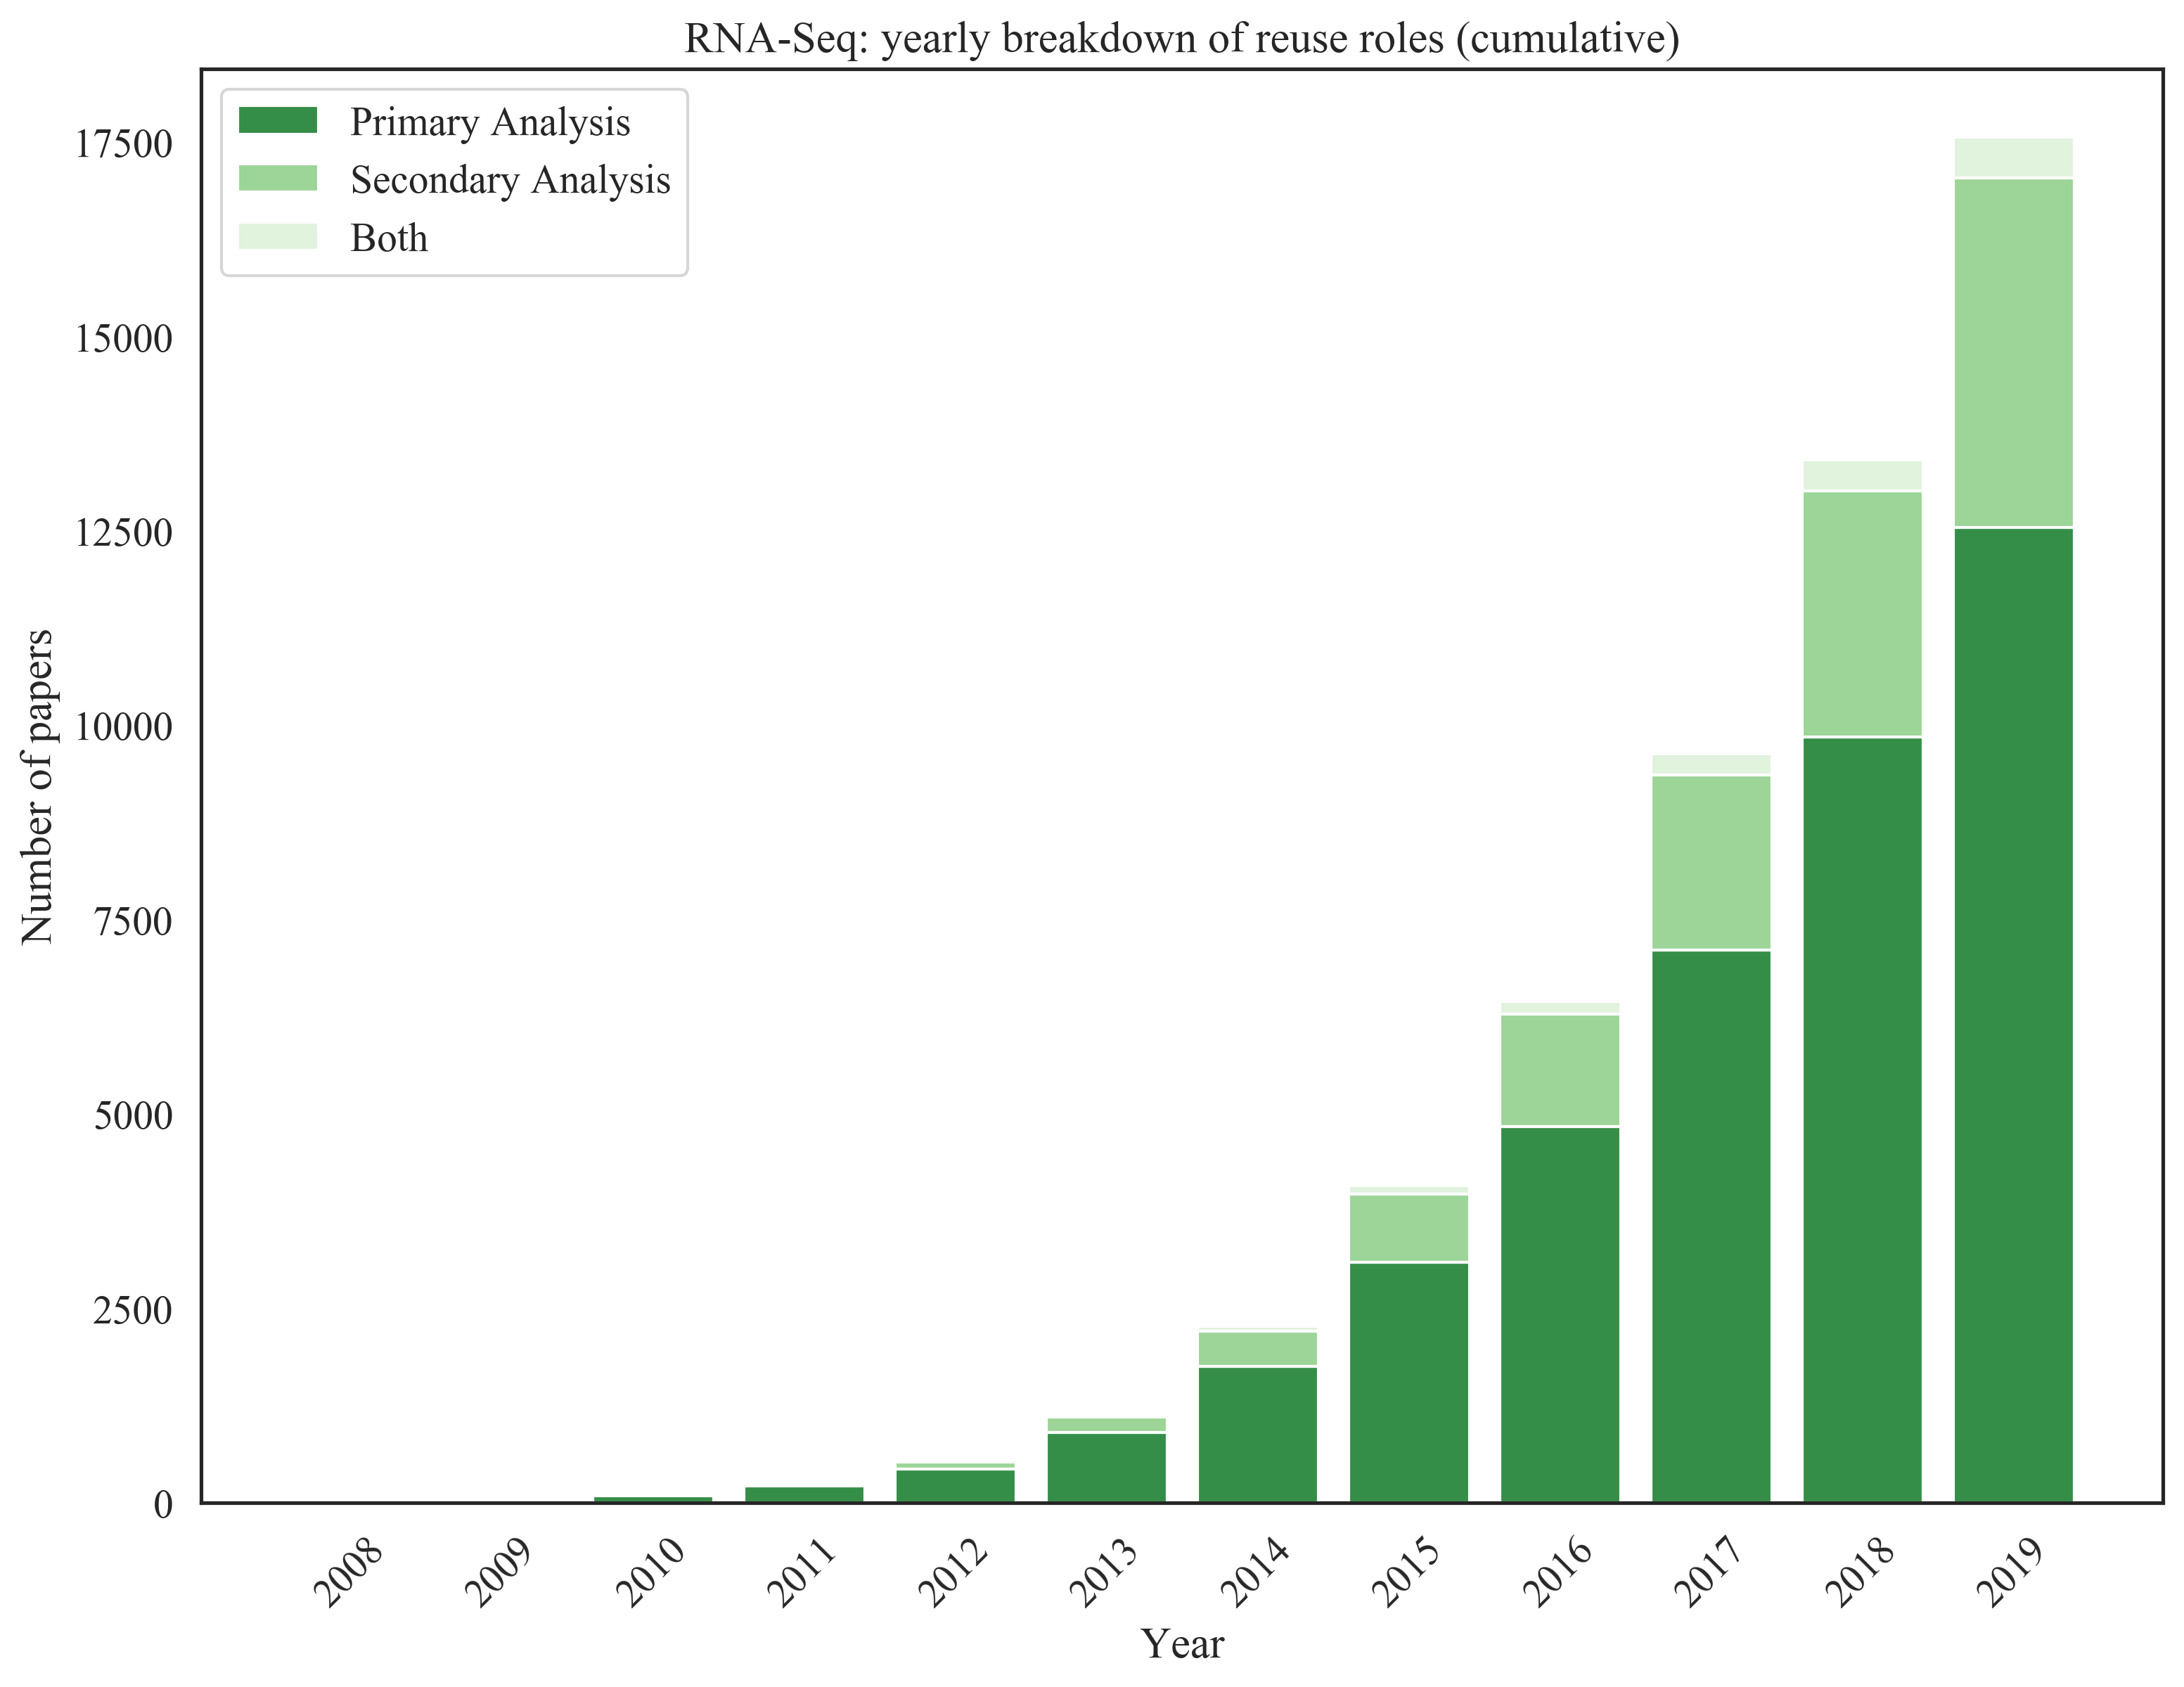 RNA-Seq: yearly breakdown of reuse roles (cumulative)
Primary Analysis
Secondary Analysis
Both
17500
15000
12500
10000
7500
5000
2500
0
Number of papers
2008 2009 2010 2011 2012 2013 2014 2015 2016 2017 2018 2019
Year